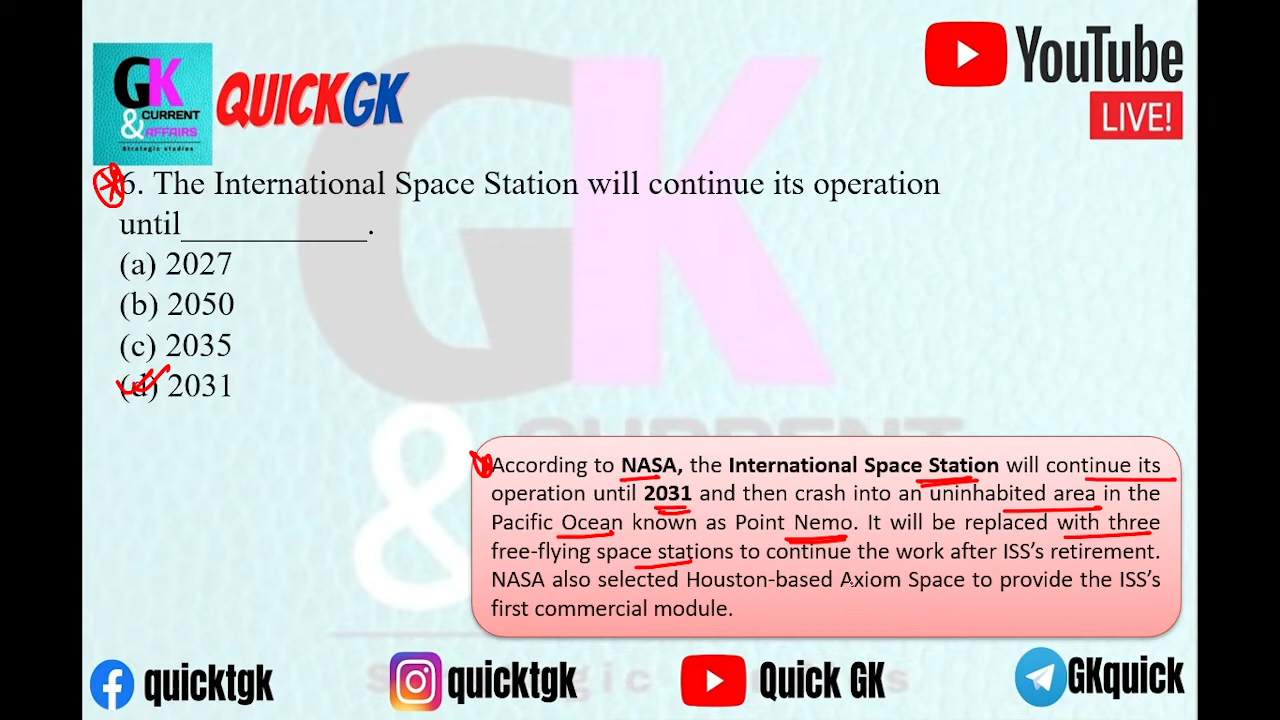 GK
CURRENT
& AFFAIRS
Strategic studies
QUICKGK
YouTube
LIVE!
6. The International Space Station will continue its operation
until___________.
(a) 2027
(b) 2050
(c) 2035
(d) 2031
According to NASA, the International Space Station will continue its
operation until 2031 and then crash into an uninhabited area in the
Pacific Ocean known as Point Nemo. It will be replaced with three
free-flying space stations to continue the work after ISS's retirement.
NASA also selected Houston-based Axiom Space to provide the ISS's
first commercial module.
quicktgk
quicktgk
Quick GK
GKquick